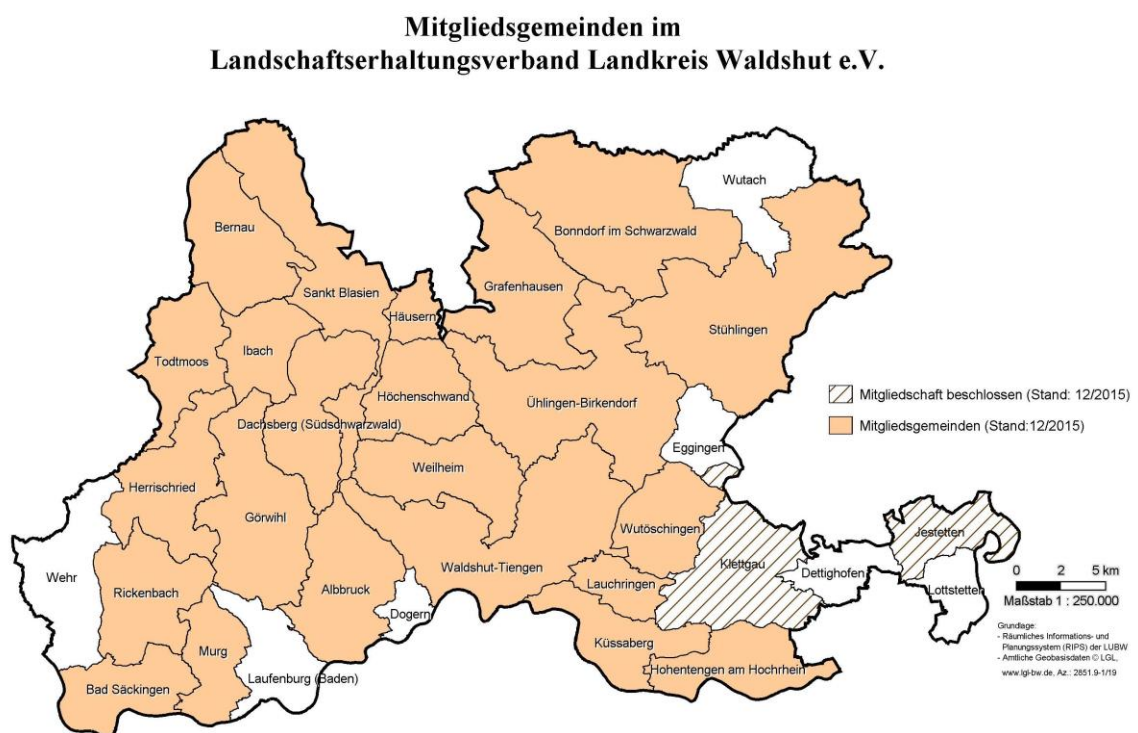 Mitgliedsgemeinden im
Landschaftserhaltungsverband Landkreis Waldshut e.V.
Wutach
Bernau
Bonndorf im Schwarzwald
Sankt Blasien
Grafenhausen
Häusern
Stühlingen
Ibach
Todtmoos
Höchenschwand
Ühlingen-Birkendorf
Mitgliedschaft beschlossen (Stand: 12/2015)
Dachsberg (Südschwarzwald)
Mitgliedsgemeinden (Stand:12/2015)
Eggingen
Weilheim
Herrischried
Görwihl
Wutöschingen
Jestetten
Wehr
Klettgau
Waldshut-Tiengen
Dettighofen
Rickenbach
Albbruck
Lauchringen
Lottstetten
0 2 5 km
Maßstab 1 : 250.000
Dogern
Grundlage:
- Räumliches Informations- und
Planungssystem (RIPS) der LUBW
- Amtliche Geobasisdaten © LGL,
www.lgl-bw.de, Az.: 2851.9-1/19
Murg
Küssaberg
Hohentengen am Hochrhein
Laufenburg (Baden)
Bad Säckingen